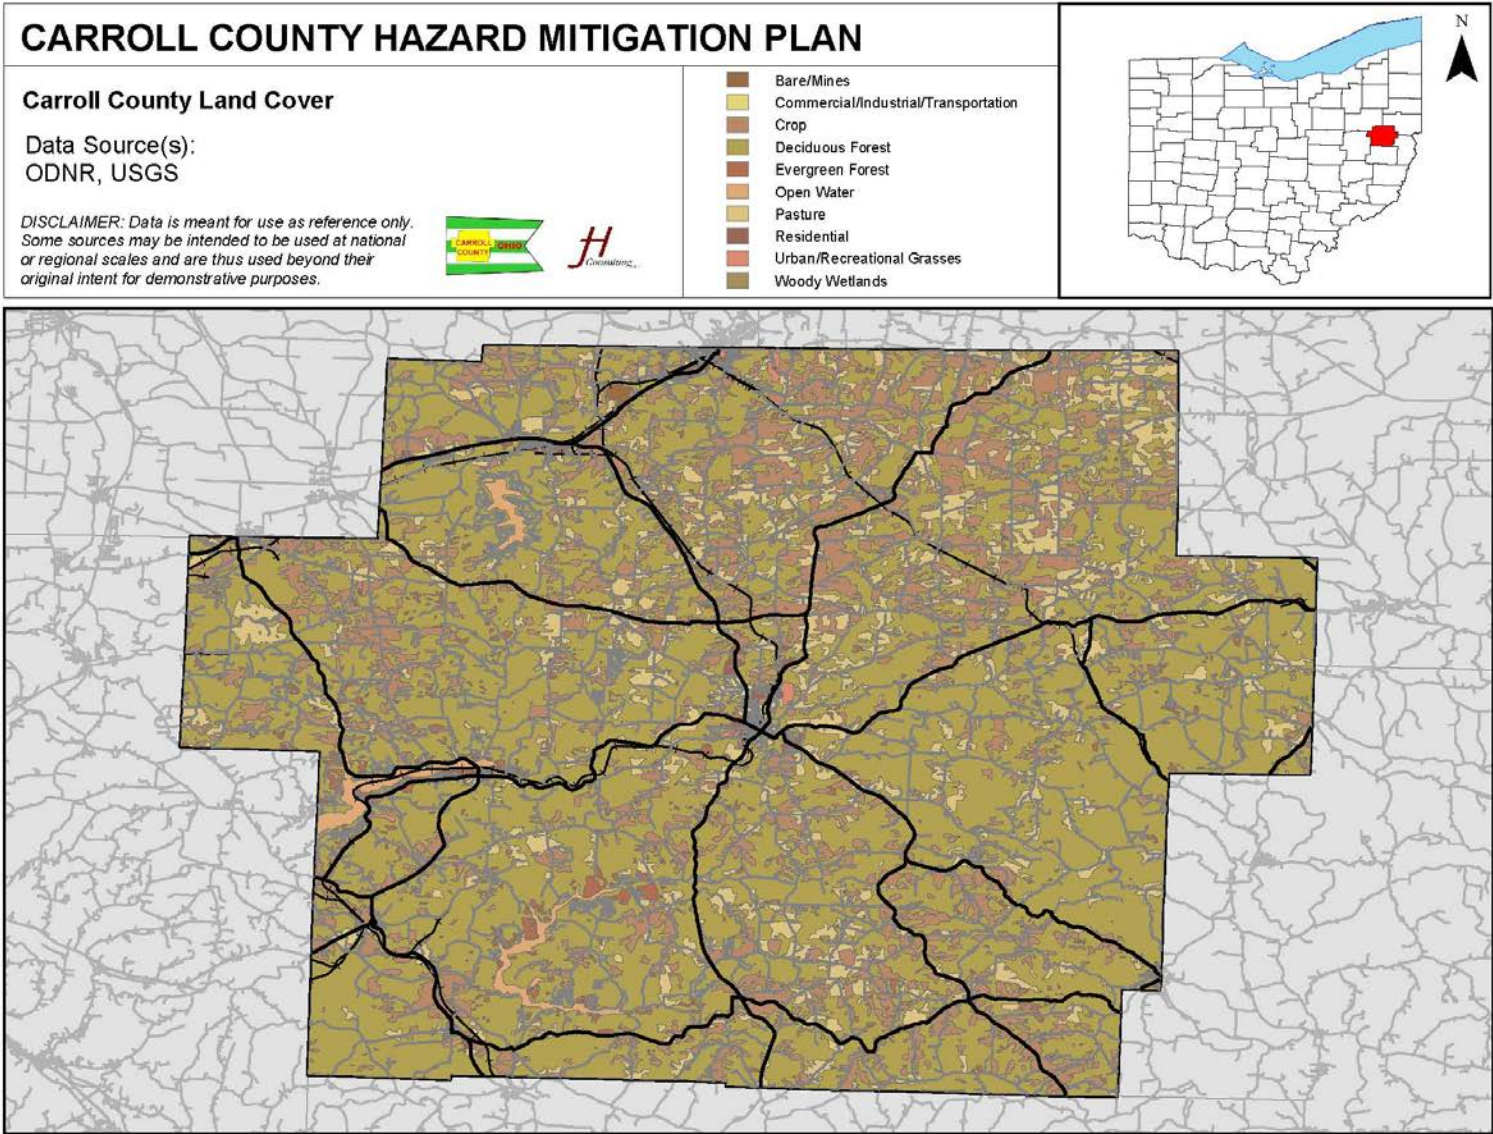 CARROLL COUNTY HAZARD MITIGATION PLAN
Carroll County Land Cover
Data Source(s):
ODNR, USGS
DISCLAIMER: Data is meant for use as reference only.
Some sources may be intended to be used at national
or regional scales and are thus used beyond their
original intent for demonstrative purposes.
CARROLL
COUNTY
OHIO
JH
Consulting
Bare/Mines
Commercial/Industrial/Transportation
Crop
Deciduous Forest
Evergreen Forest
Open Water
Pasture
Residential
Urban/Recreational Grasses
Woody Wetlands
N